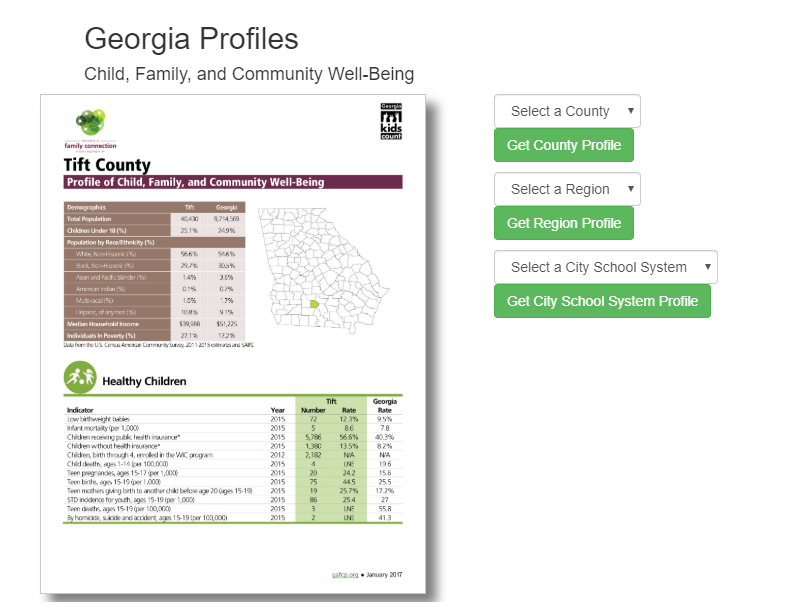 Georgia Profiles
Child, Family, and Community Well-Being
family connection
Georgia
kids
count
Tift County
Profile of Child, Family, and Community Well-Being
Demographics Tift Georgia
Total Population 40,430 9,714,569
Children Under 18 (%) 25.1% 24.9%
Population by Race/Ethnicity (%)
White, Non-Hispanic (%) 56.6% 54.6%
Black, Non-Hispanic (%) 29.7% 30.5%
Asian and Pacific Islander (%) 1.4% 3.6%
American Indian (%) 0.1% 0.2%
Multiracial (%) 1.0% 1.7%
Hispanic, of any race (%) 10.8% 9.1%
Median Household Income $39,988 $51,225
Individuals In Poverty (%) 27.1% 17.2%
Data from the U.S. Census American Community Survey, 2011-2015 estimates and SAIPE
Healthy Children
Tift Georgia
Indicator Year Number Rate Rate
Low birthweight babies 2015 72 12.3% 9.5%
Infant mortality (per 1,000) 2015 5 8.6 7.8
Children receiving public health insurance* 2015 5,786 56.6% 40.3%
Children without health insurance* 2015 1,380 13.5% 8.2%
Children, birth through 4, enrolled in the WIC program 2012 2,182 N/A N/A
Child deaths, ages 1-14 (per 100,000) 2015 4 LNE 19.6
Teen pregnancies, ages 15-17 (per 1,000) 2015 20 24.2 15.6
Teen births, ages 15-19 (per 1,000) 2015 75 44.5 25.5
Teen mothers giving birth to another child before age 20 (ages 15-19) 2015 19 25.7% 17.2%
STD incidence for youth, ages 15-19 (per 1,000) 2015 86 25.4 27
Teen deaths, ages 15-19 (per 100,000) 2015 3 LNE 55.8
By homicide, suicide and accident, ages 15-19 (per 100,000) 2015 2 LNE 41.3
gafcp.org ● January 2017
Select a County
Get County Profile
Select a Region
Get Region Profile
Select a City School System
Get City School System Profile